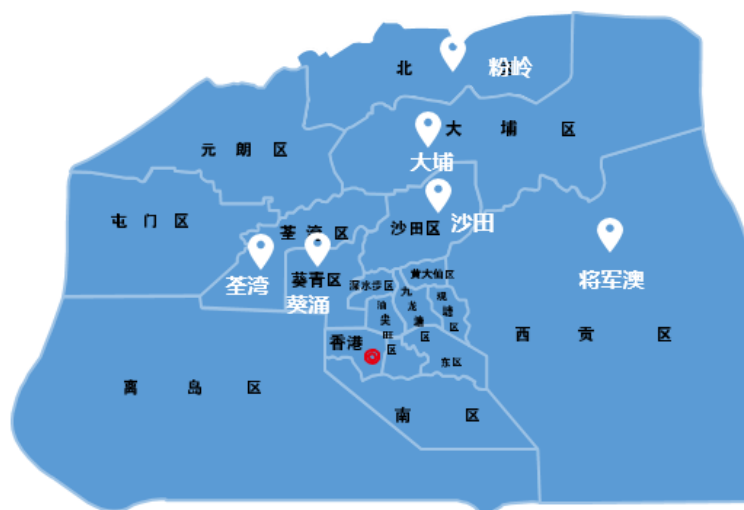 北
粉岭
大埔区
大埔
元朗区
屯门区
沙田区
沙田
荃湾区
荃湾
葵青区
葵涌
将军澳
黄大仙区
深水埗区
九龙塘区
观塘区
油尖旺区
香港
东区
西贡区
离岛区
南区